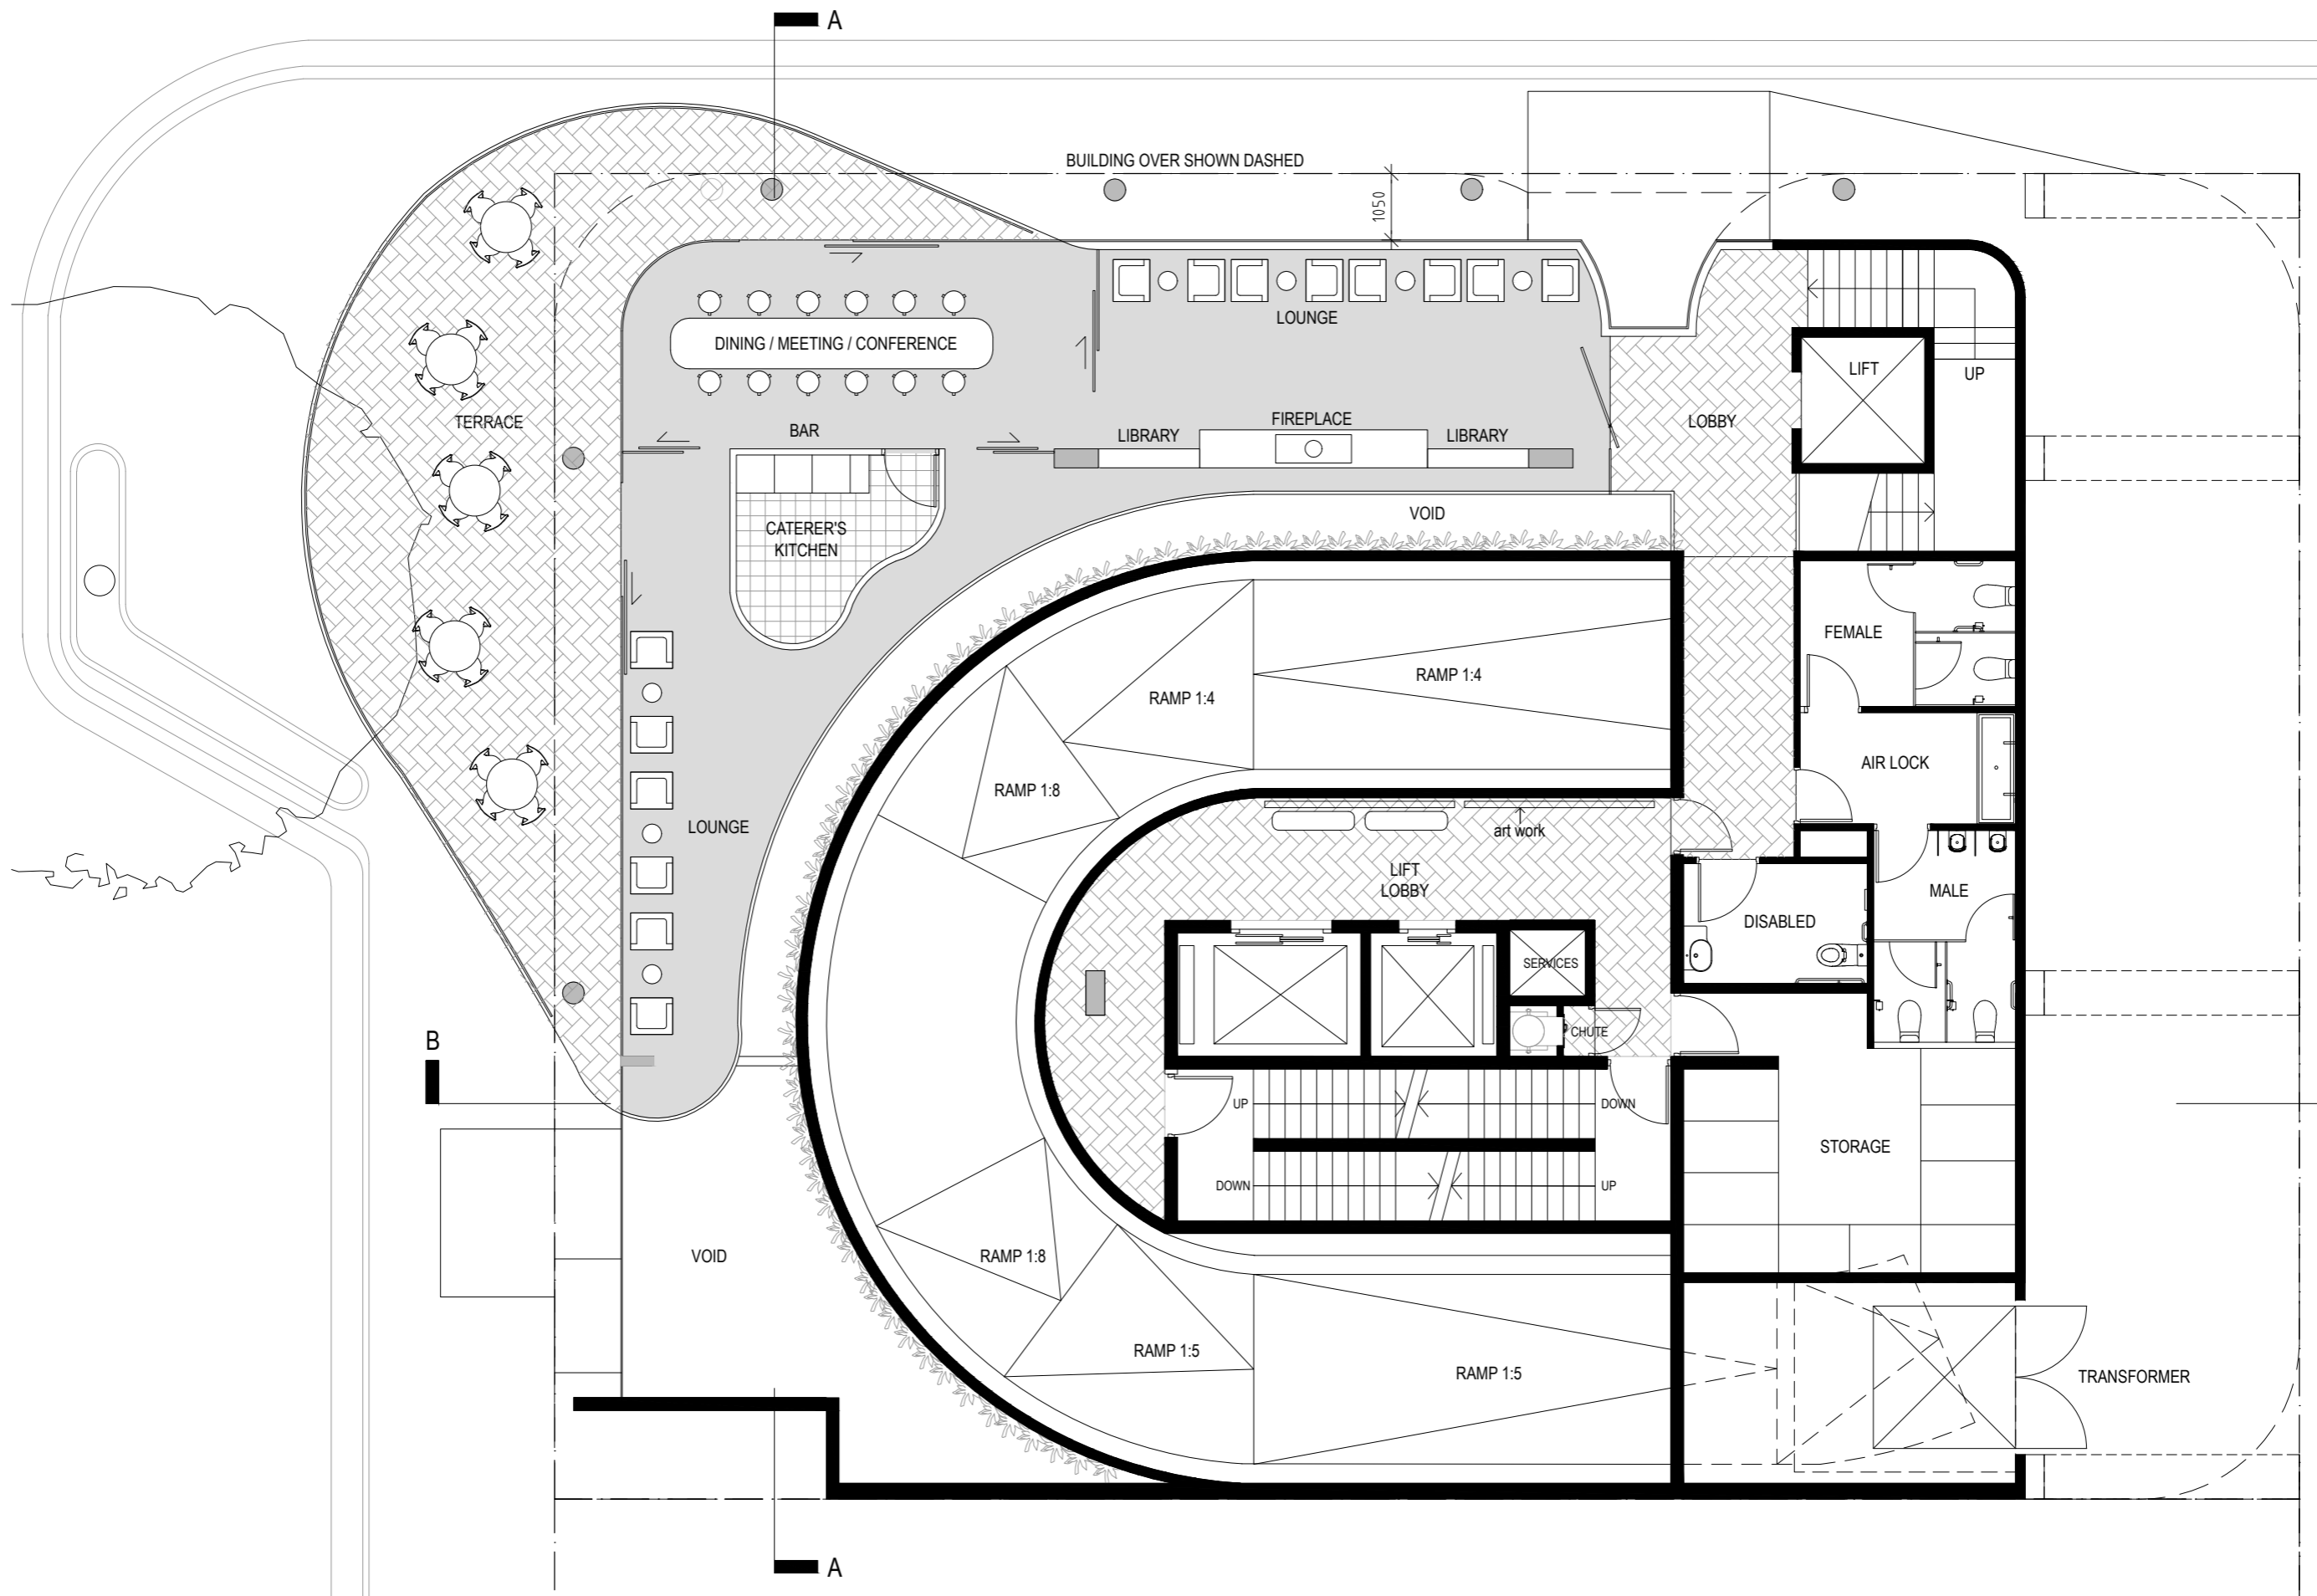 A
BUILDING OVER SHOWN DASHED
1050
LOUNGE
DINING / MEETING / CONFERENCE
LIFT
UP
TERRACE
BAR
LIBRARY
FIREPLACE
LIBRARY
LOBBY
VOID
CATERER'S
KITCHEN
FEMALE
RAMP 1:4
RAMP 1:4
AIR LOCK
RAMP 1:8
LOUNGE
art work
LIFT
LOBBY
MALE
DISABLED
SERVICES
CHUTE
B
UP
DOWN
STORAGE
DOWN
UP
VOID
RAMP 1:8
RAMP 1:5
RAMP 1:5
TRANSFORMER
A